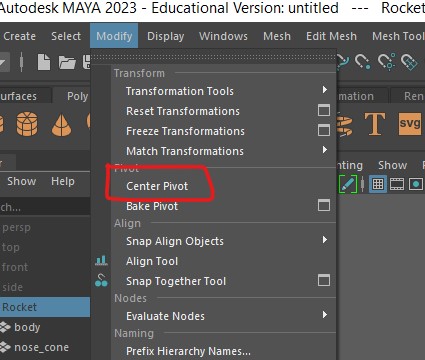 Autodesk MAYA 2023 - Educational Version: untitled --- Rocket
Modify Display Windows Mesh Edit Mesh Mesh Tool
Transform
Transformation Tools
Reset Transformations
Freeze Transformations
Match Transformations
Pivot
Center Pivot
Bake Pivot
Align
Snap Align Objects
Align Tool
Snap Together Tool
Nodes
Evaluate Nodes
Naming
Prefix Hierarchy Names...
File Edit
urfaces Poly
mation Ren
T svg
nting Show
Show Help
ch...
persp
top
front
side
Rocket
body
nose_cone